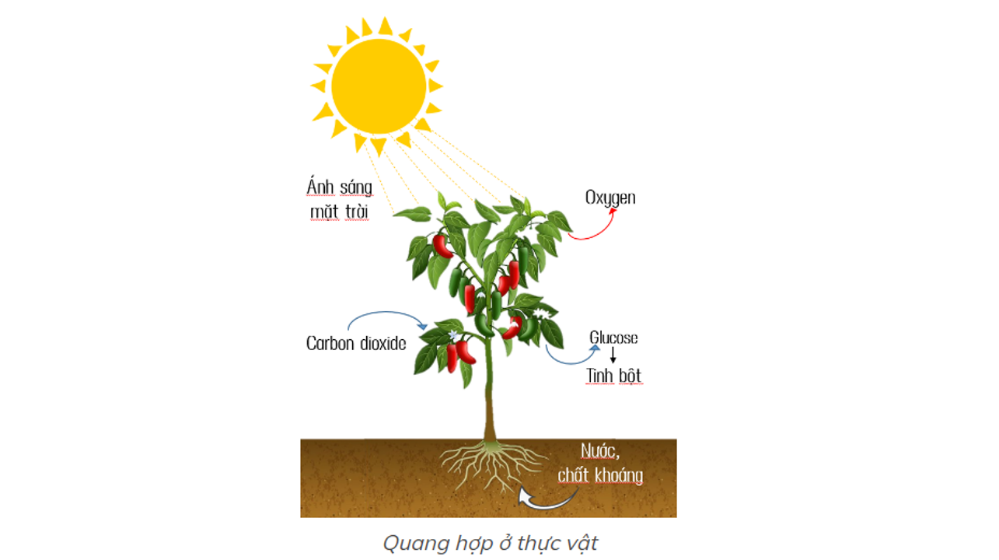 Ánh sáng
mặt trời
Oxygen
Carbon dioxide
Glucose
Tinh bột
Nước,
chất khoáng
Quang hợp ở thực vật